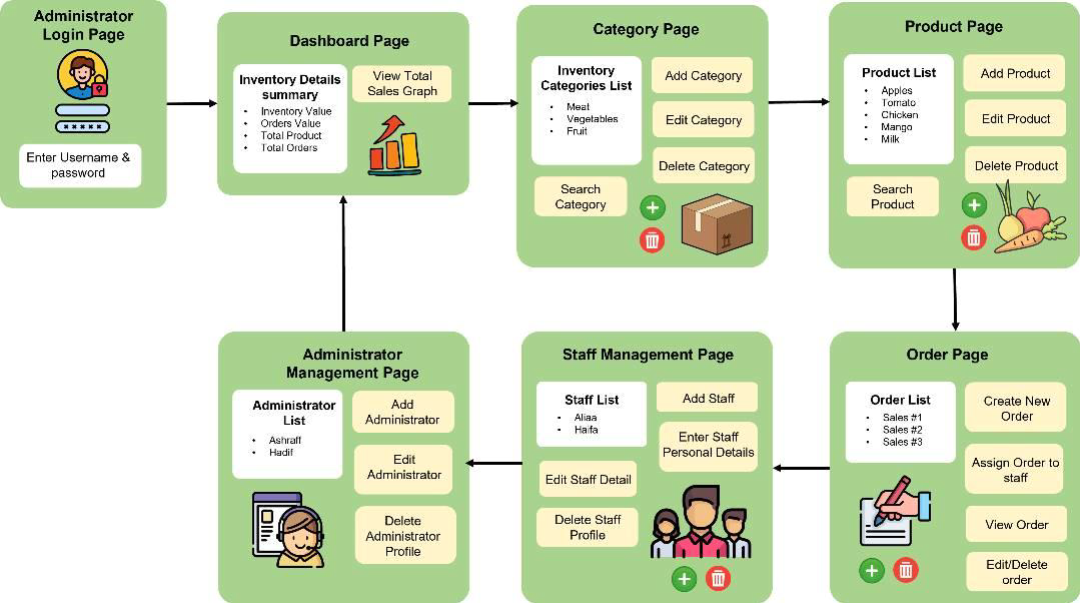 Administrator
Login Page
Enter Username &
password
Dashboard Page
Inventory Details
summary
• Inventory Value
• Orders Value
• Total Product
• Total Orders
View Total
Sales Graph
Category Page
Inventory
Categories List
• Meat
• Vegetables
• Fruit
Add Category
Edit Category
Delete Category
Search
Category
Product Page
Product List
• Apples
• Tomato
• Chicken
• Mango
• Milk
Add Product
Edit Product
Delete Product
Search
Product
Administrator
Management Page
Administrator
List
• Ashraff
• Hadif
Add
Administrator
Edit
Administrator
Delete
Administrator
Profile
Staff Management Page
Staff List
• Aliaa
• Haifa
Add Staff
Enter Staff
Personal Details
Edit Staff Detail
Delete Staff
Profile
Order Page
Order List
• Sales #1
• Sales #2
• Sales #3
Create New
Order
Assign Order to
staff
View Order
Edit/Delete
order